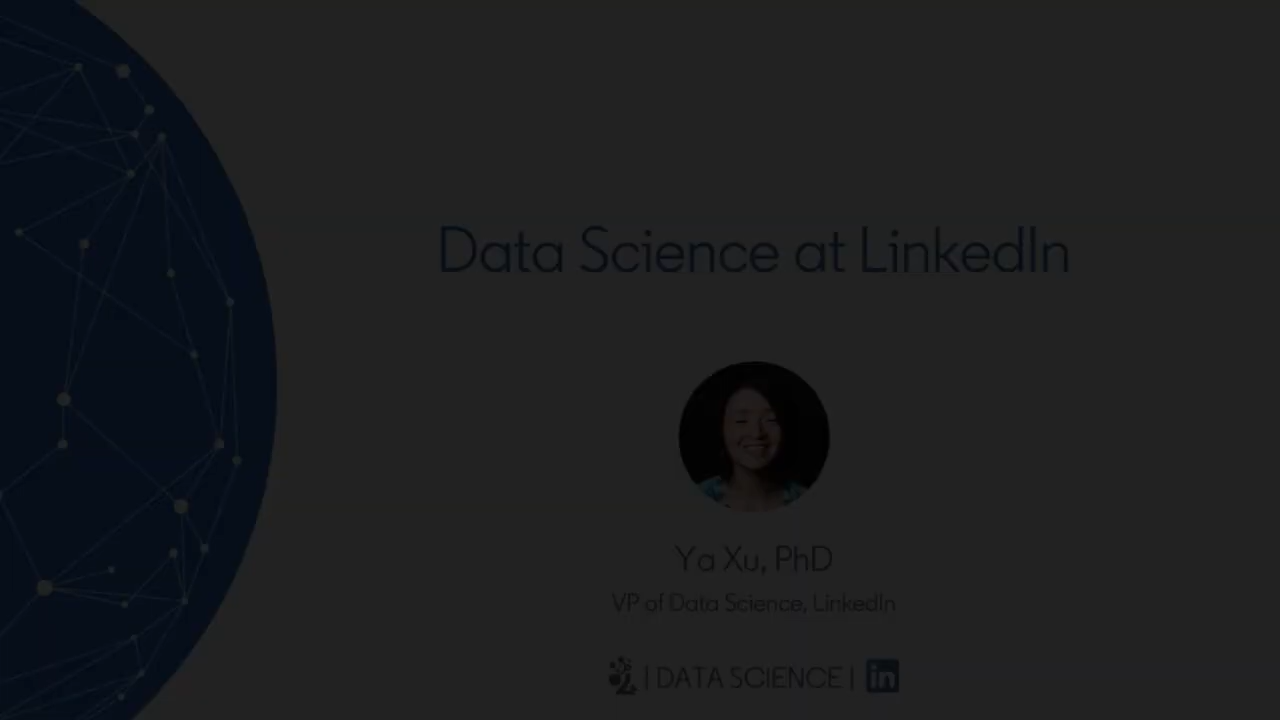 Data Science at LinkedIn
Ya Xu, PhD
VP of Data Science, LinkedIn
| DATA SCIENCE | in